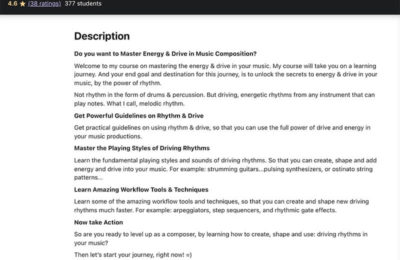 4.6 ★ (38 ratings) 377 students
Description
Do you want to Master Energy & Drive in Music Composition?
Welcome to my course on mastering the energy & drive in your music. My course will take you on a learning
journey. And your end goal and destination for this journey, is to unlock the secrets to energy & drive in your
music, by the power of rhythm.
Not rhythm in the form of drums & percussion. But driving, energetic rhythms from any instrument that can
play notes. What I call, melodic rhythm.
Get Powerful Guidelines on Rhythm & Drive
Get practical guidelines on using rhythm & drive, so that you can use the full power of drive and energy in
your music productions.
Master the Playing Styles of Driving Rhythms
Learn the fundamental playing styles and sounds of driving rhythms. So that you can create, shape and add
energy and drive into your music. For example: strumming guitars...pulsing synthesizers, or ostinato string
patterns...
Learn Amazing Workflow Tools & Techniques
Learn some of the amazing workflow tools and techniques, so that you can create and shape new driving
rhythms much faster. For example: arpeggiators, step sequencers, and rhythmic gate effects.
Now take Action
So are you ready to level up as a composer, by learning how to create, shape and use: driving rhythms in
your music?
Then let's start your journey, right now! =)